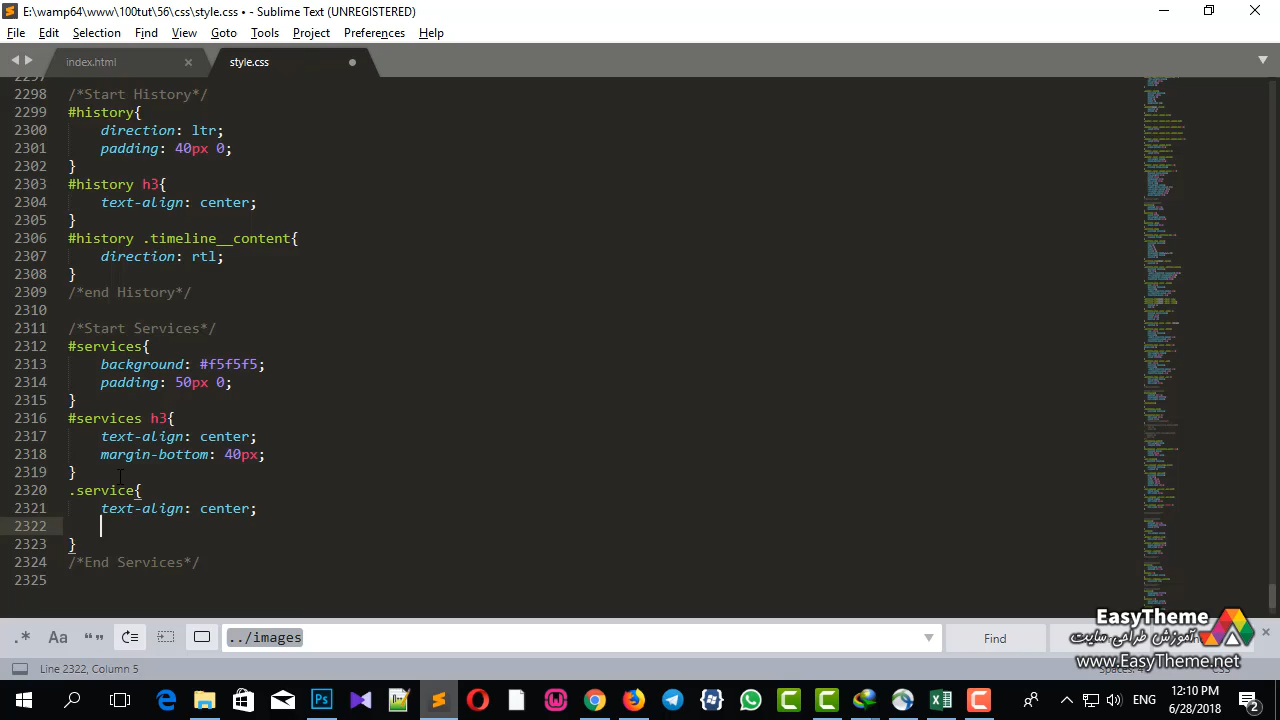 E:\wamp64\www\100tut\56\css\style.css • - Sublime Text (UNREGISTERED)
File Edit Selection Find View Goto Tools Project Preferences Help
index.html × style.css
2297
2298 /*Start History*/
2299 #history{
2300 direction: ltr;
2301 padding: 40px 0;
2302 }
2303 #history h3{
2304 text-align: center;
2305 }
2306 #history .timeline__content{
2307 direction: rtl;
2308 }
2309 /*end History*/
2310
2311 /*Start Services*/
2312 #services{
2313 background: #f5f5f5;
2314 padding: 50px 0;
2315 }
2316 #services h3{
2317 text-align: center;
2318 margin-bottom: 40px;
2319 }
2320 .service{
2321 text-align: center;
2322
2323 }
2324 /*End Services*/
2325
.* Aa “” ../images Find
EasyTheme
آموزش طراحی سایت
www.EasyTheme.net
Line 2322, Column 5
ENG
12:10 PM
6/28/2018
2